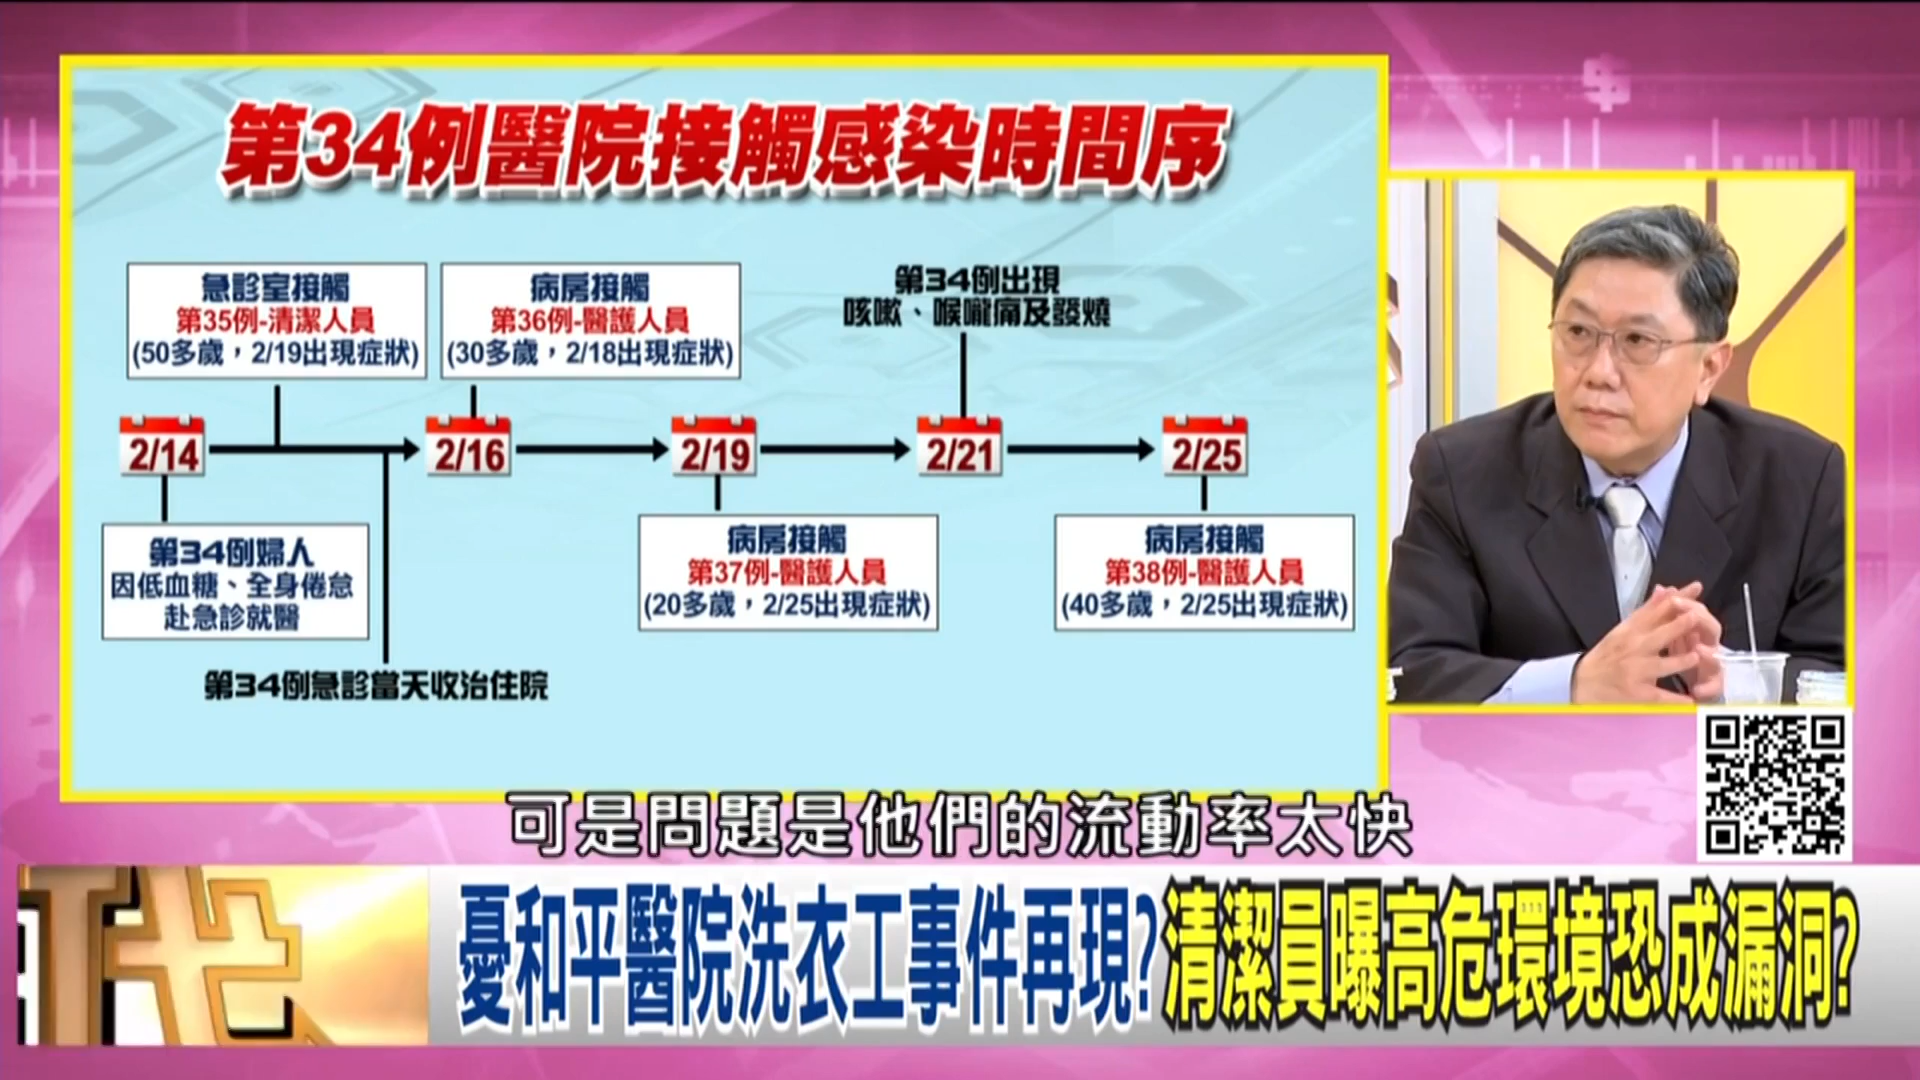 第34例醫院接觸感染時間序
急診室接觸
第35例-清潔人員
(50多歲，2/19出現症狀)
病房接觸
第36例-醫護人員
(30多歲，2/18出現症狀)
第34例出現
咳嗽、喉嚨痛及發燒
2/14
2/16
2/19
2/21
2/25
第34例婦人
因低血糖、全身倦怠
赴急診就醫
病房接觸
第37例-醫護人員
(20多歲，2/25出現症狀)
病房接觸
第38例-醫護人員
(40多歲，2/25出現症狀)
第34例急診當天收治住院
可是問題是他們的流動率太快
憂和平醫院洗衣工事件再現?清潔員曝高危環境恐成漏洞?